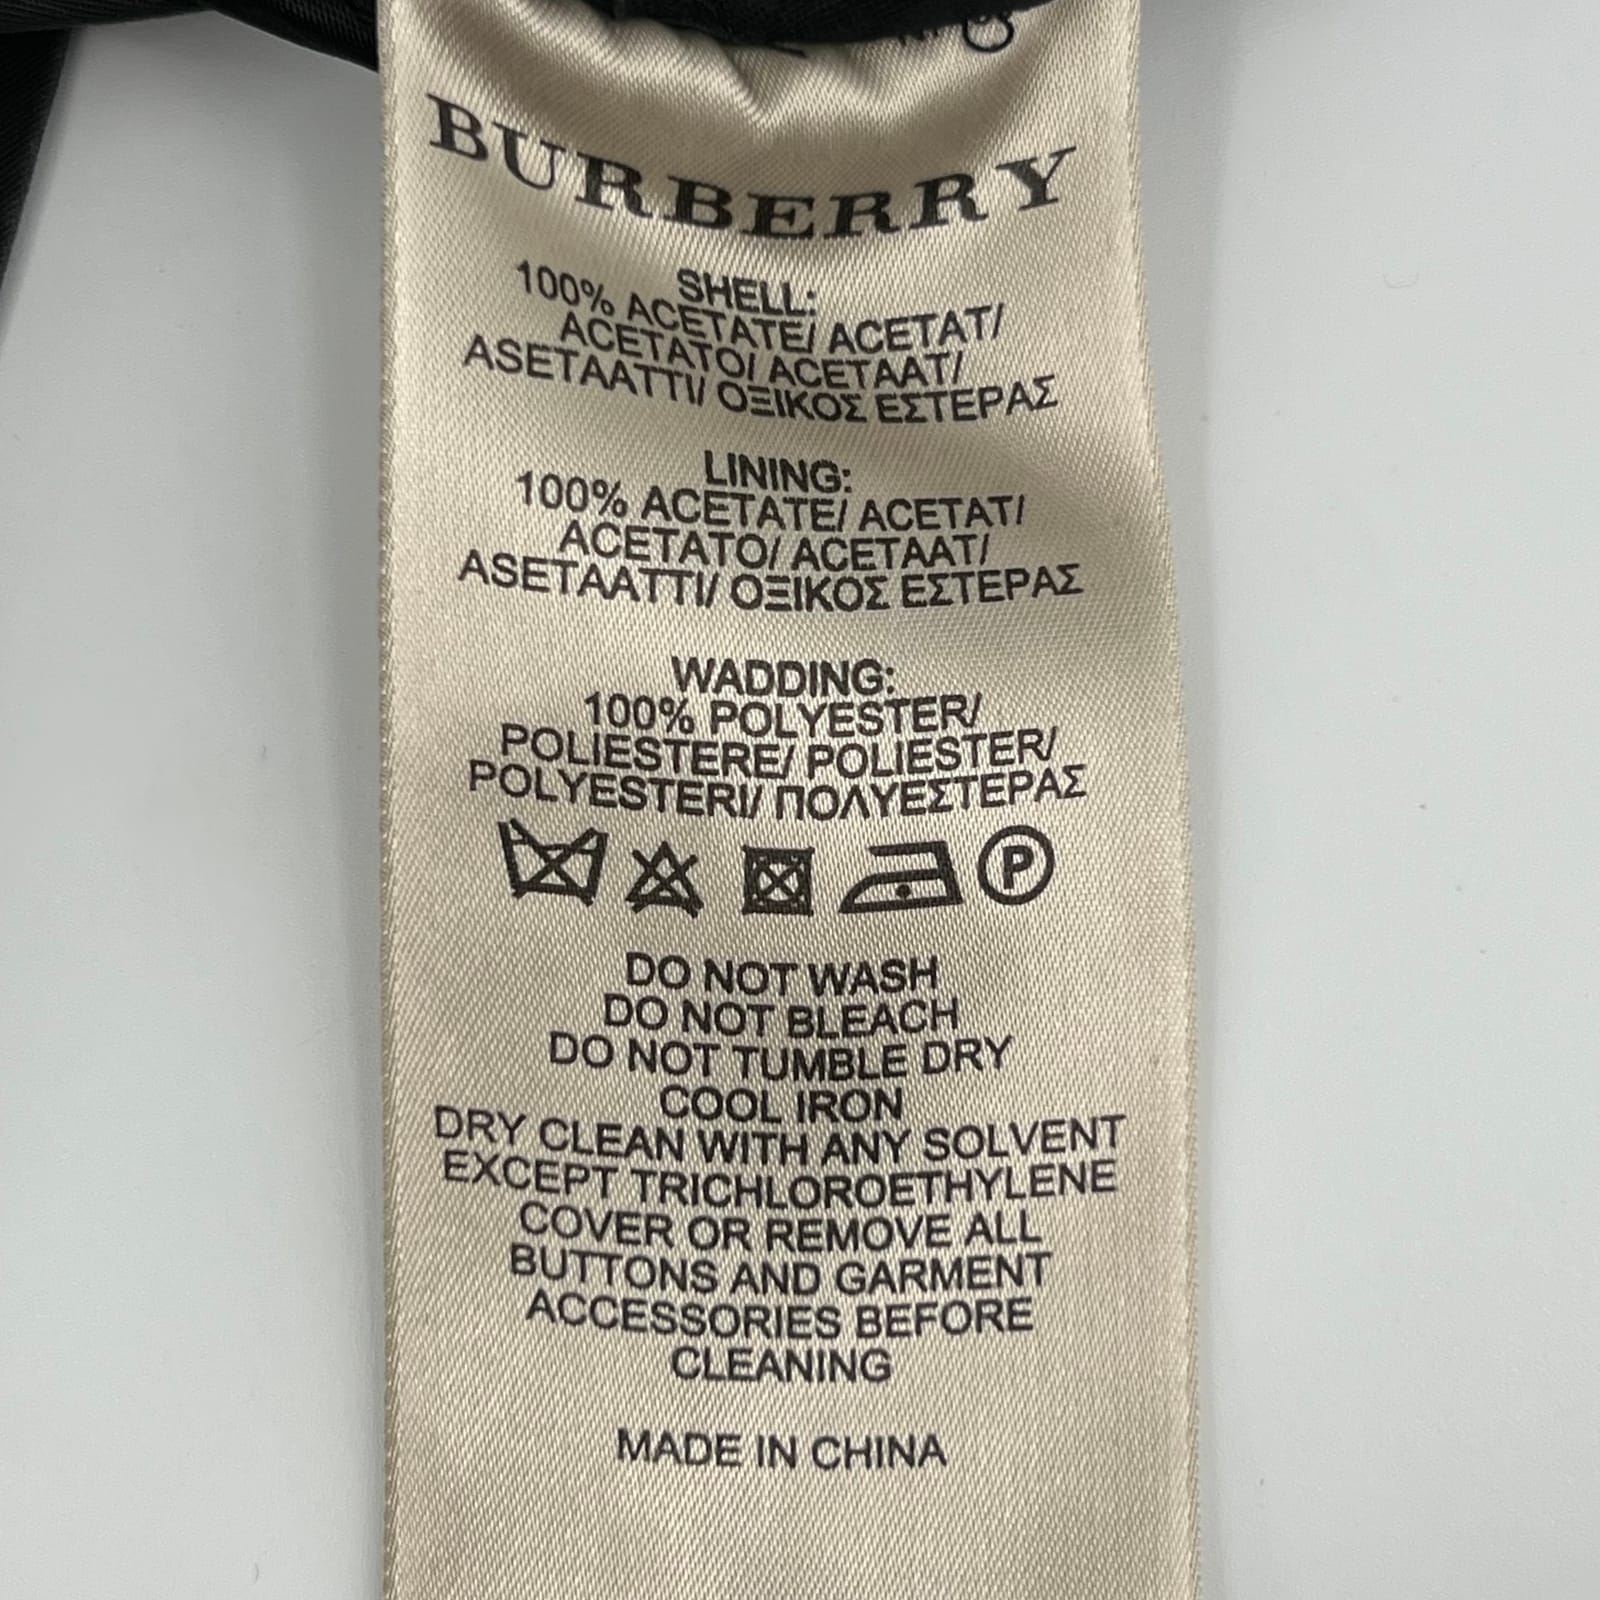 BURBERRY
SHELL:
100% ACETATE/ ACETAT/
ACETATO/ ACETAAT/
ASETAATTI/ ΟΞΙΚΟΣ ΕΣΤΕΡΑΣ
LINING:
100% ACETATE/ ACETAT/
ACETATO/ ACETAAT/
ASETAATTI/ ΟΞΙΚΟΣ ΕΣΤΕΡΑΣ
WADDING:
100% POLYESTER/
POLIESTERE/ POLIESTER/
POLYESTERI/ ΠΟΛΥΕΣΤΕΡΑΣ
P
DO NOT WASH
DO NOT BLEACH
DO NOT TUMBLE DRY
COOL IRON
DRY CLEAN WITH ANY SOLVENT
EXCEPT TRICHLOROETHYLENE
COVER OR REMOVE ALL
BUTTONS AND GARMENT
ACCESSORIES BEFORE
CLEANING
MADE IN CHINA